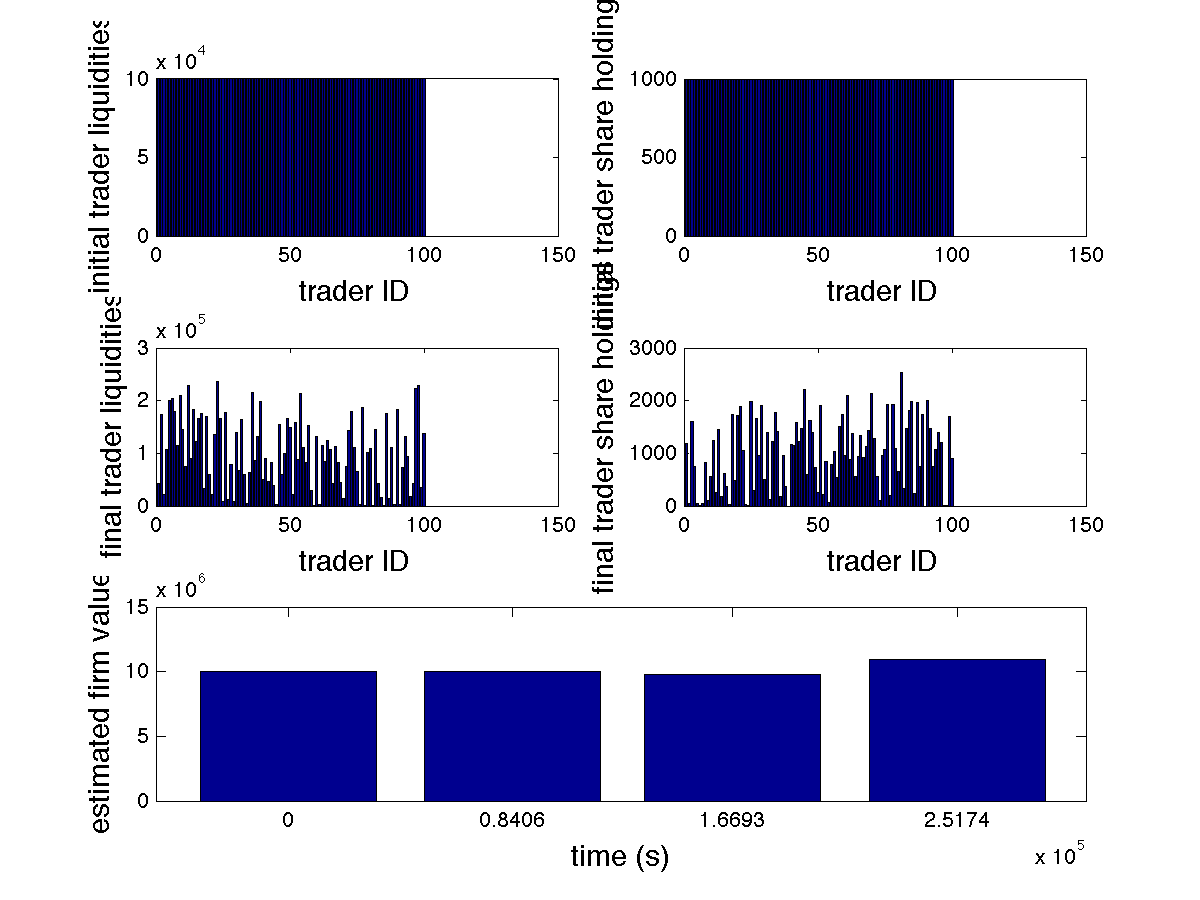 initial trader liquidities
x 10^4
10
5
0
0 50 100 150
trader ID
trader share holding
1000
500
0
0 50 100 150
trader ID
final trader liquidities
x 10^5
3
2
1
0
0 50 100 150
trader ID
final trader share holdings
3000
2000
1000
0
0 50 100 150
trader ID
estimated firm value
x 10^6
15
10
5
0
0 0.8406 1.6693 2.5174
time (s)
x 10^5